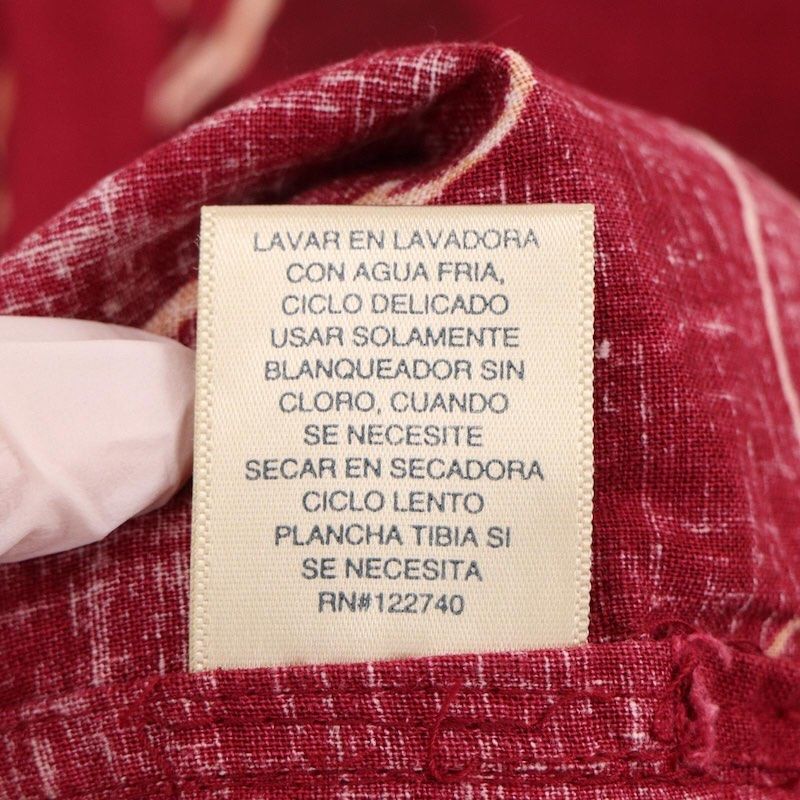 LAVAR EN LAVADORA
CON AGUA FRIA,
CICLO DELICADO
USAR SOLAMENTE
BLANQUEADOR SIN
CLORO, CUANDO
SE NECESITE
SECAR EN SECADORA
CICLO LENTO
PLANCHA TIBIA SI
SE NECESITA
RN#122740